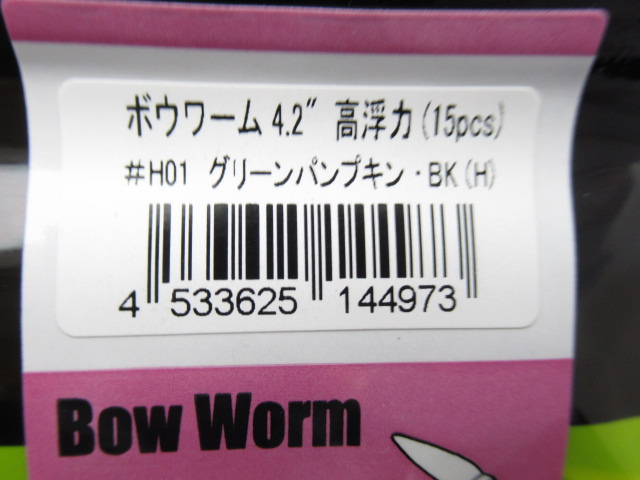 ボウワーム 4.2" 高浮力 (15pcs)
#H01 グリーンパンプキン・BK(H)
4 533625 144973
Bow Worm